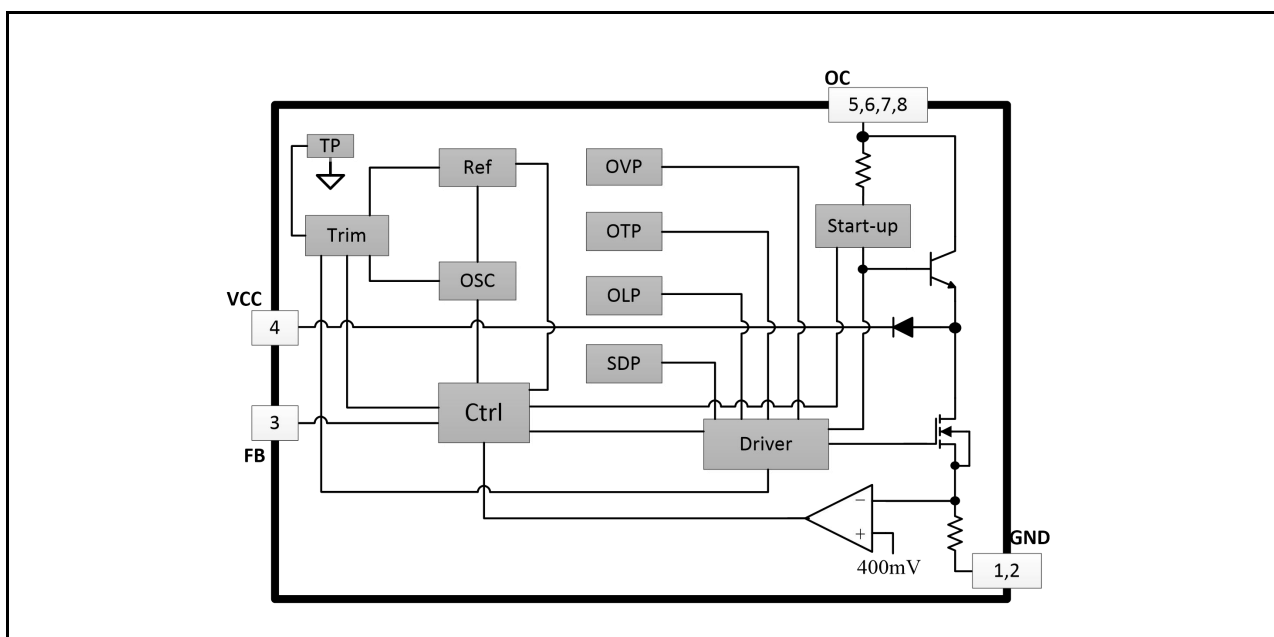 OC
5,6,7,8
TP
Ref
OVP
Trim
OTP
Start-up
OSC
OLP
VCC
4
SDP
Ctrl
3
FB
Driver
−
+
400mV
GND
1,2